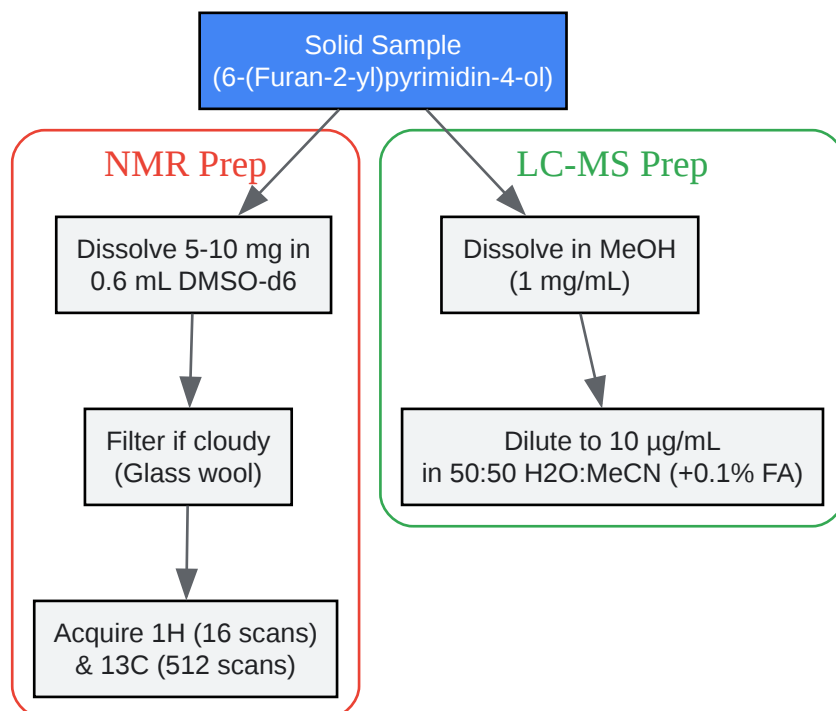 Solid Sample
(6-(Furan-2-yl)pyrimidin-4-ol)
NMR Prep
Dissolve 5-10 mg in
0.6 mL DMSO-d6
Filter if cloudy
(Glass wool)
Acquire 1H (16 scans)
& 13C (512 scans)
LC-MS Prep
Dissolve in MeOH
(1 mg/mL)
Dilute to 10 µg/mL
in 50:50 H2O:MeCN (+0.1% FA)